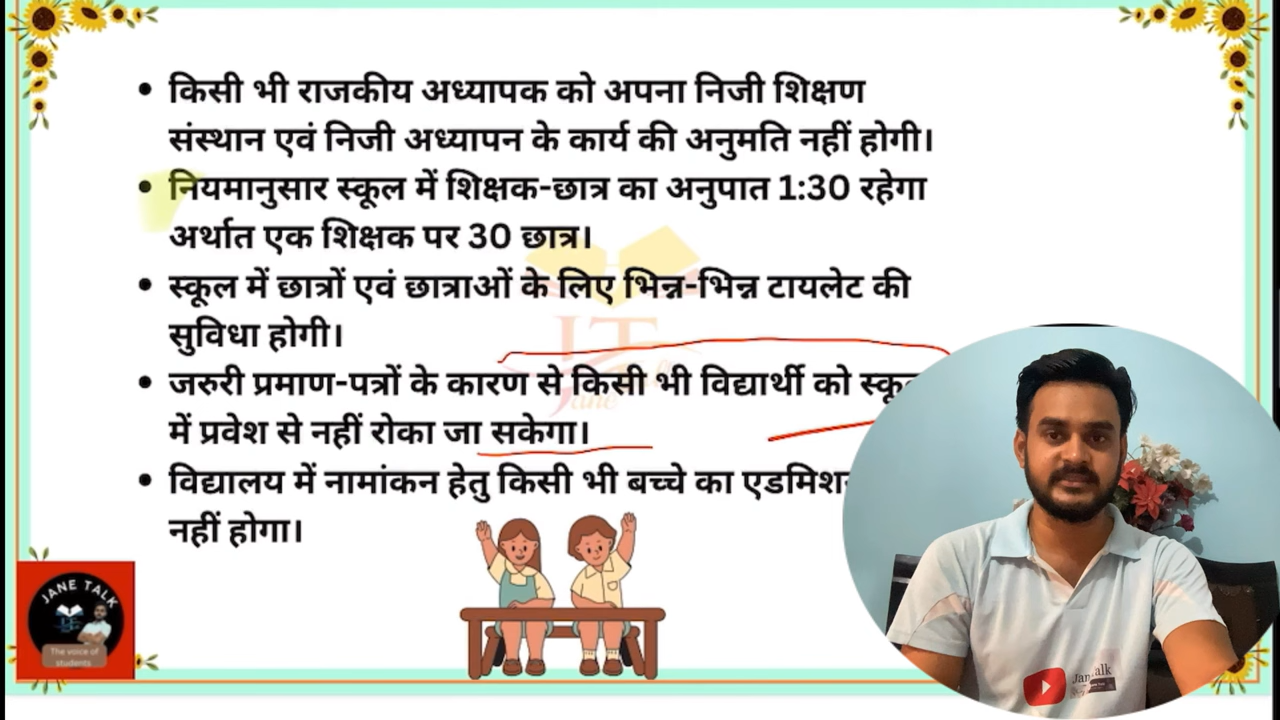 किसी भी राजकीय अध्यापक को अपना निजी शिक्षण
संस्थान एवं निजी अध्यापन के कार्य की अनुमति नहीं होगी।
नियमानुसार स्कूल में शिक्षक-छात्र का अनुपात 1:30 रहेगा
अर्थात एक शिक्षक पर 30 छात्र।
स्कूल में छात्रों एवं छात्राओं के लिए भिन्न-भिन्न टायलेट की
सुविधा होगी।
जरुरी प्रमाण-पत्रों के कारण से किसी भी विद्यार्थी को
में प्रवेश से नहीं रोका जा सकेगा।
विद्यालय में नामांकन हेतु किसी भी बच्चे का
नहीं होगा।
JANE TALK
The voice of
students